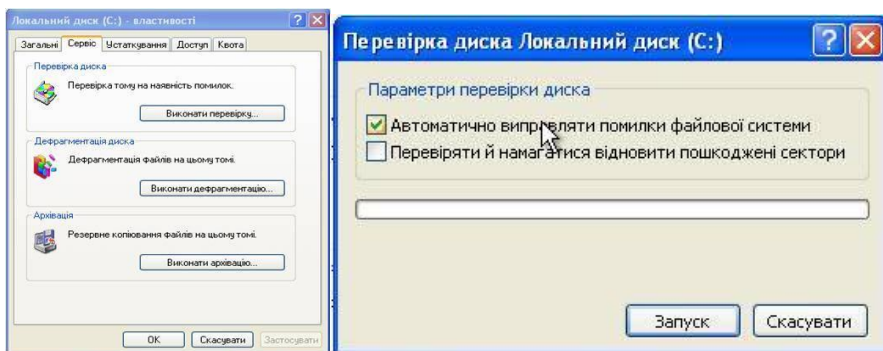 Локальний диск (C:) - властивості
Загальні Сервіс Устаткування Доступ Квота
Перевірка диска
Перевірка тому на наявність помилок.
Виконати перевірку...
Дефрагментація диска
Дефрагментація файлів на цьому томі.
Виконати дефрагментацію...
Архівація
Резервне копіювання файлів на цьому томі.
Виконати архівацію...
OK Скасувати Застосувати
Перевірка диска Локальний диск (C:)
Параметри перевірки диска
Автоматично виправляти помилки файлової системи
Перевіряти й намагатися відновити пошкоджені сектори
Запуск Скасувати